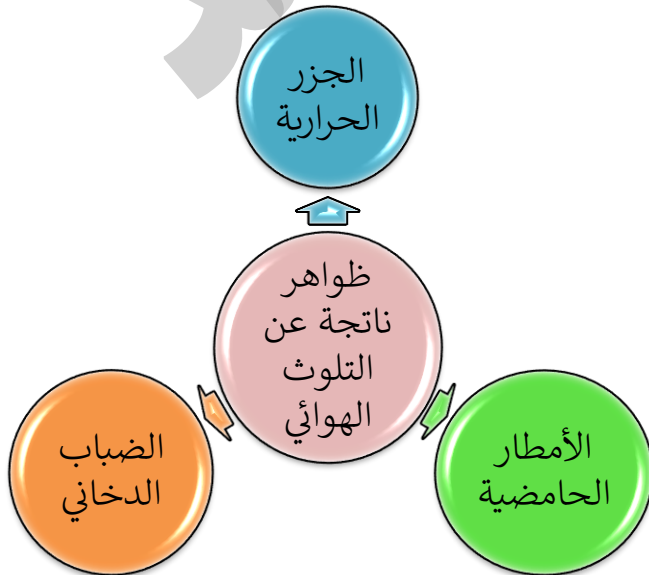 الجزر
الحرارية
ظواهر
ناتجة عن
التلوث
الهوائي
الأمطار
الحامضية
الضباب
الدخاني